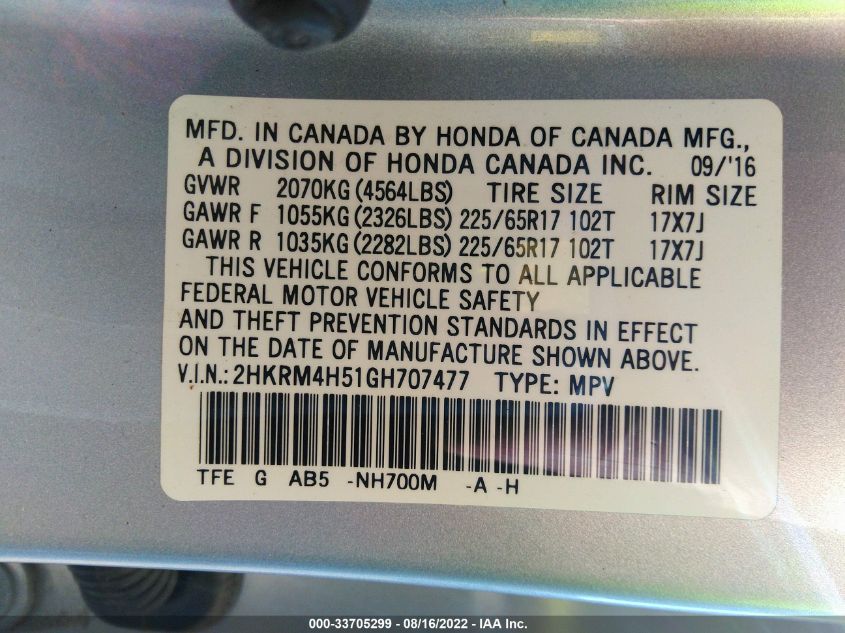 MFD. IN CANADA BY HONDA OF CANADA MFG.,
A DIVISION OF HONDA CANADA INC. 09/'16
GVWR 2070KG (4564LBS) TIRE SIZE RIM SIZE
GAWR F 1055KG (2326LBS) 225/65R17 102T 17X7J
GAWR R 1035KG (2282LBS) 225/65R17 102T 17X7J
THIS VEHICLE CONFORMS TO ALL APPLICABLE
FEDERAL MOTOR VEHICLE SAFETY
AND THEFT PREVENTION STANDARDS IN EFFECT
ON THE DATE OF MANUFACTURE SHOWN ABOVE.
V.I.N.: 2HKRM4H51GH707477 TYPE: MPV
TFE G AB5 -NH700M -A -H
000-33705299 - 08/16/2022 - IAA Inc.